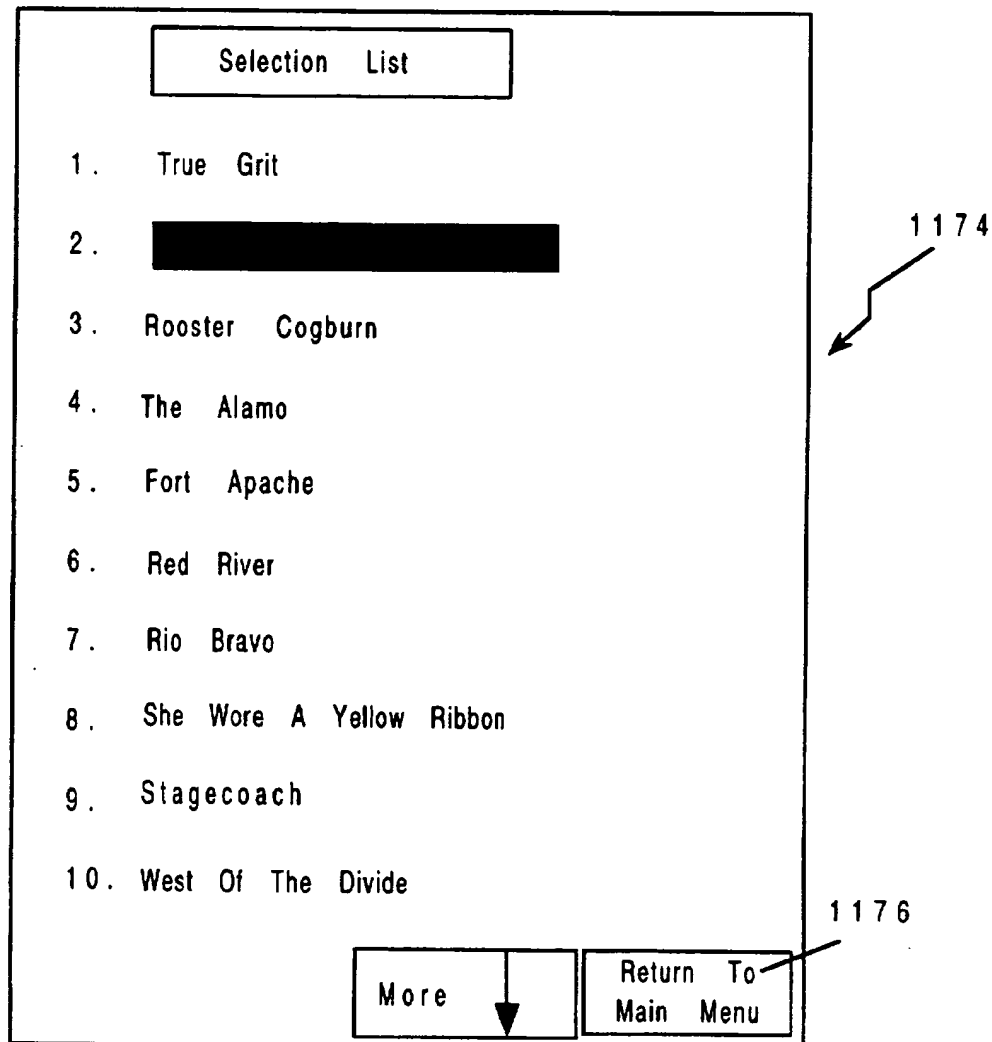 Selection List
1. True Grit
2.
3. Rooster Cogburn
4. The Alamo
5. Fort Apache
6. Red River
7. Rio Bravo
8. She Wore A Yellow Ribbon
9. Stagecoach
10. West Of The Divide
More
Return To
Main Menu
1174
1176